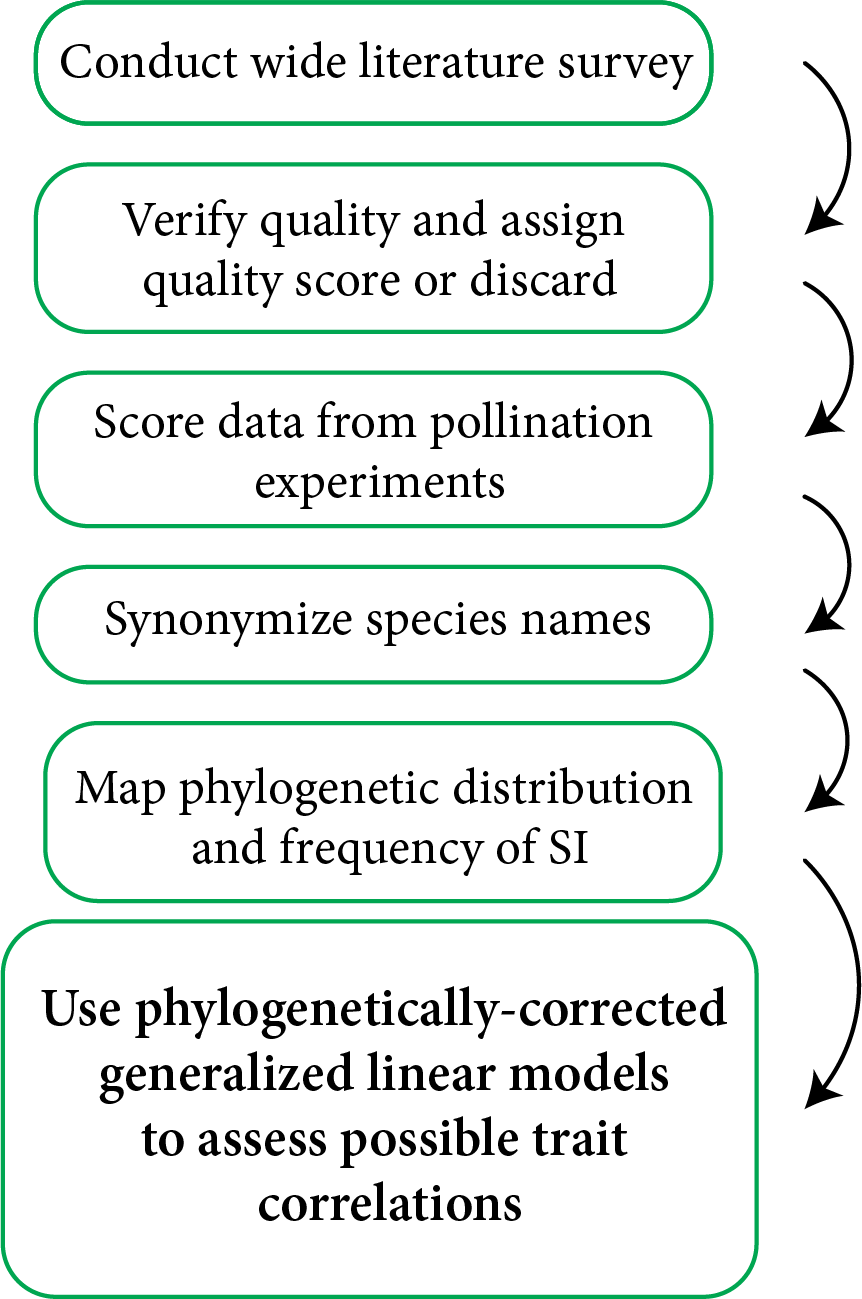 Conduct wide literature survey
Verify quality and assign
quality score or discard
Score data from pollination
experiments
Synonymize species names
Map phylogenetic distribution
and frequency of SI
Use phylogenetically-corrected
generalized linear models
to assess possible trait
correlations